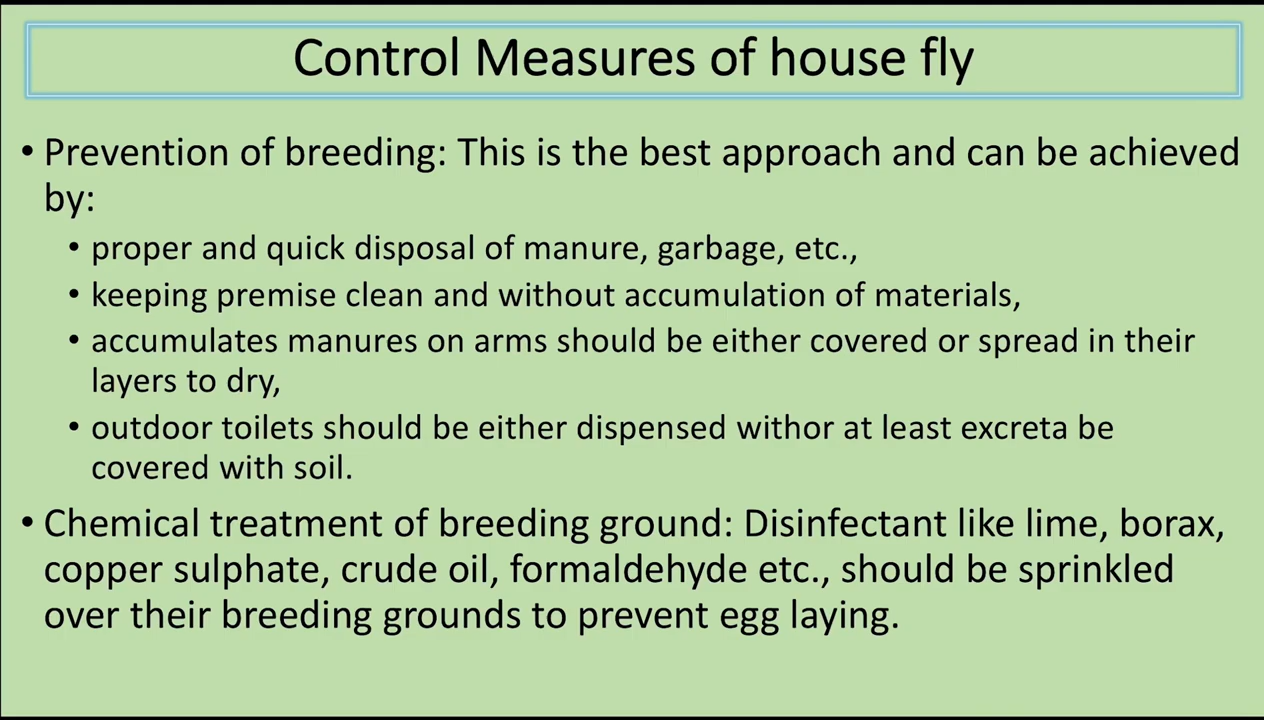 Control Measures of house fly
• Prevention of breeding: This is the best approach and can be achieved
by:
• proper and quick disposal of manure, garbage, etc.,
• keeping premise clean and without accumulation of materials,
• accumulates manures on arms should be either covered or spread in their
layers to dry,
• outdoor toilets should be either dispensed withor at least excreta be
covered with soil.
• Chemical treatment of breeding ground: Disinfectant like lime, borax,
copper sulphate, crude oil, formaldehyde etc., should be sprinkled
over their breeding grounds to prevent egg laying.